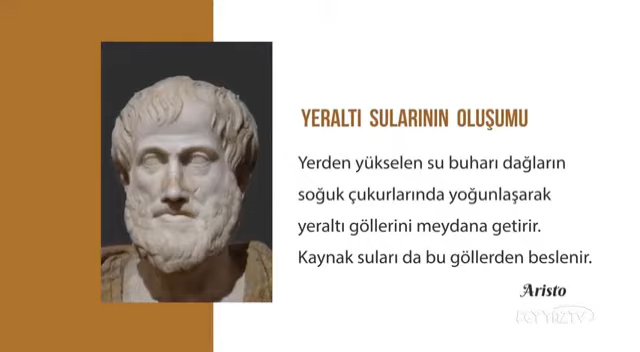 YERALTI SULARININ OLUŞUMU
Yerden yükselen su buharı dağların
soğuk çukurlarında yoğunlaşarak
yeraltı göllerini meydana getirir.
Kaynak suları da bu göllerden beslenir.
Aristo